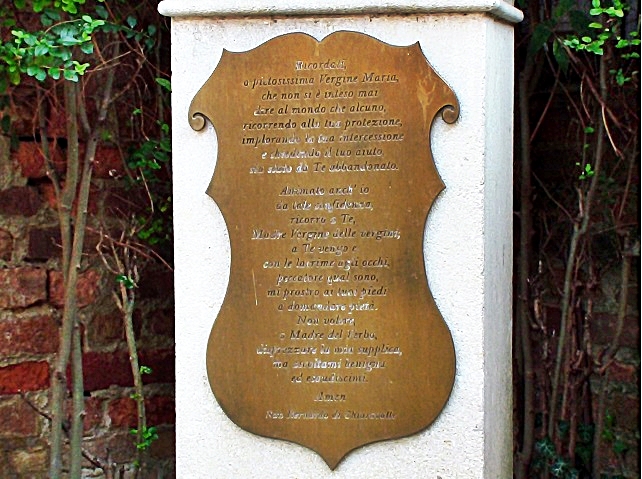 Ricordati,
o pietosissima Vergine Maria,
che non si è inteso mai
dire al mondo che alcuno,
ricorrendo alla tua protezione,
implorando la tua intercessione
e chiedendo il tuo aiuto,
sia stato da Te abbandonato.
Animato anch'io
da tale confidenza,
ricorro a Te,
Madre Vergine delle vergini;
a Te vengo e
con le lacrime agli occhi,
peccatore qual sono,
mi prostro ai tuoi piedi
a domandare pietà.
Non volere,
o Madre del Verbo,
disprezzare la mia supplica,
ma ascoltami benigna
ed esaudiscimi.
Amen
San Bernardo di Chiaravalle